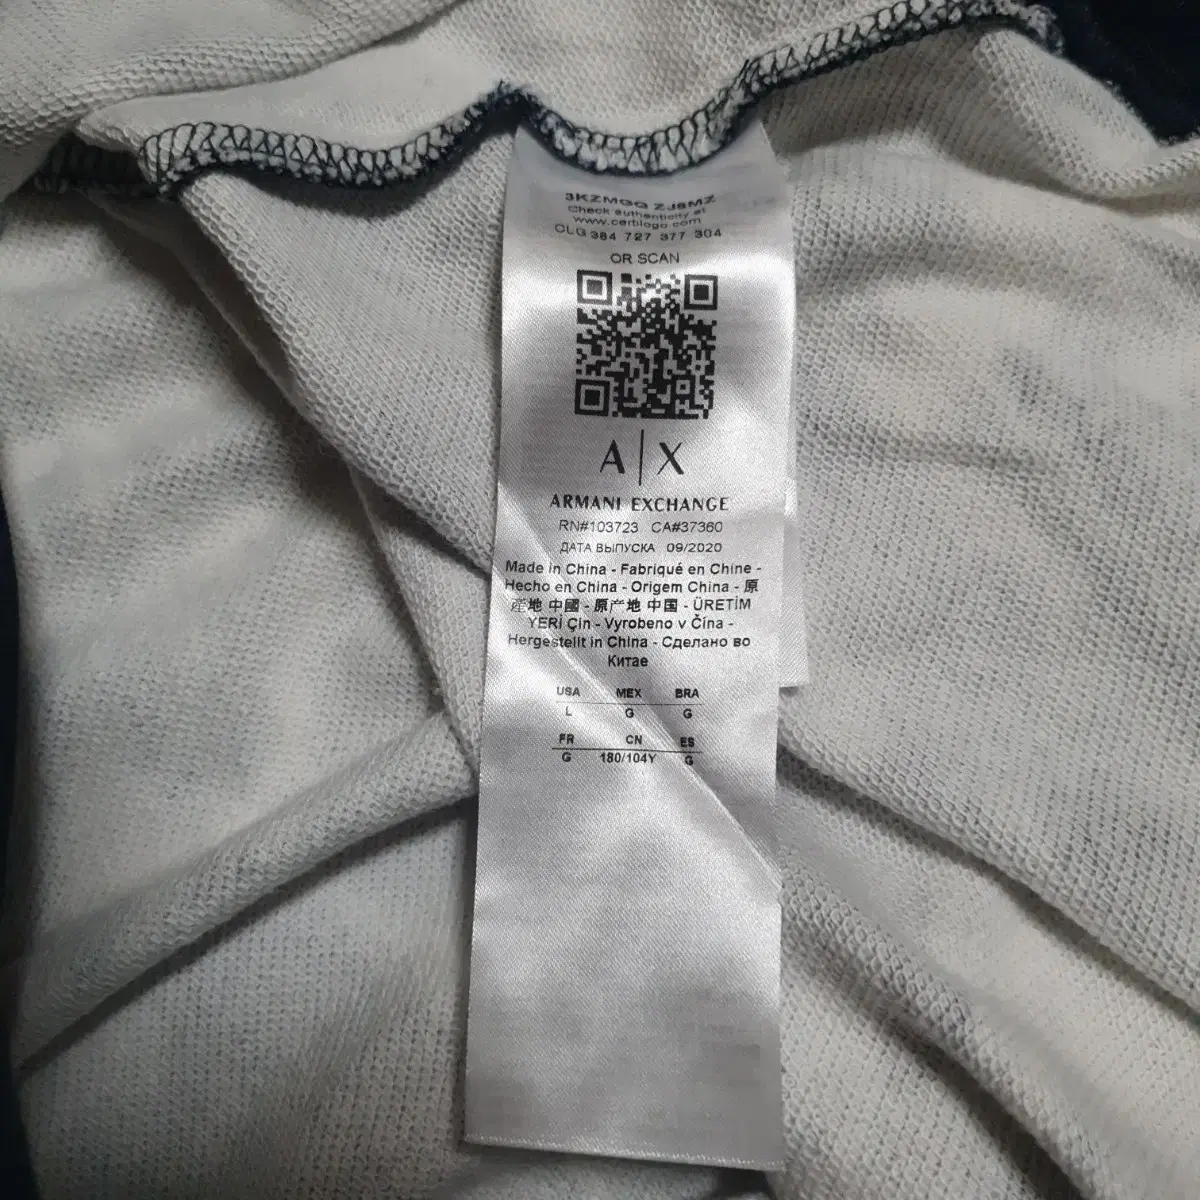 3KZMGQ ZJ8MZ
Check authenticity at
www.certilogo.com
CLG 384 727 377 304
OR SCAN
A|X
ARMANI EXCHANGE
RN#103723 CA#37360
ДАТА ВЫПУСКА 09/2020
Made in China - Fabriqué en Chine -
Hecho en China - Origem China - 原
產地 中國 - 原产地 中国 - ÜRETİM
YERİ Çin - Vyrobeno v Čína -
Hergestellt in China - Сделано во
Китае
USA MEX BRA
L G G
FR CN ES
G 180/104Y G